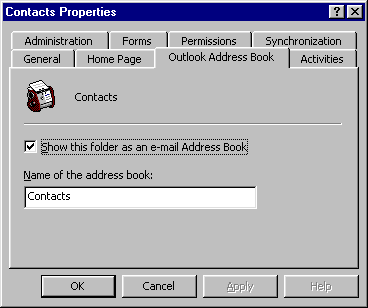 Contacts Properties
Administration Forms Permissions Synchronization
General Home Page Outlook Address Book Activities
Contacts
Show this folder as an e-mail Address Book
Name of the address book:
Contacts
OK Cancel Apply Help